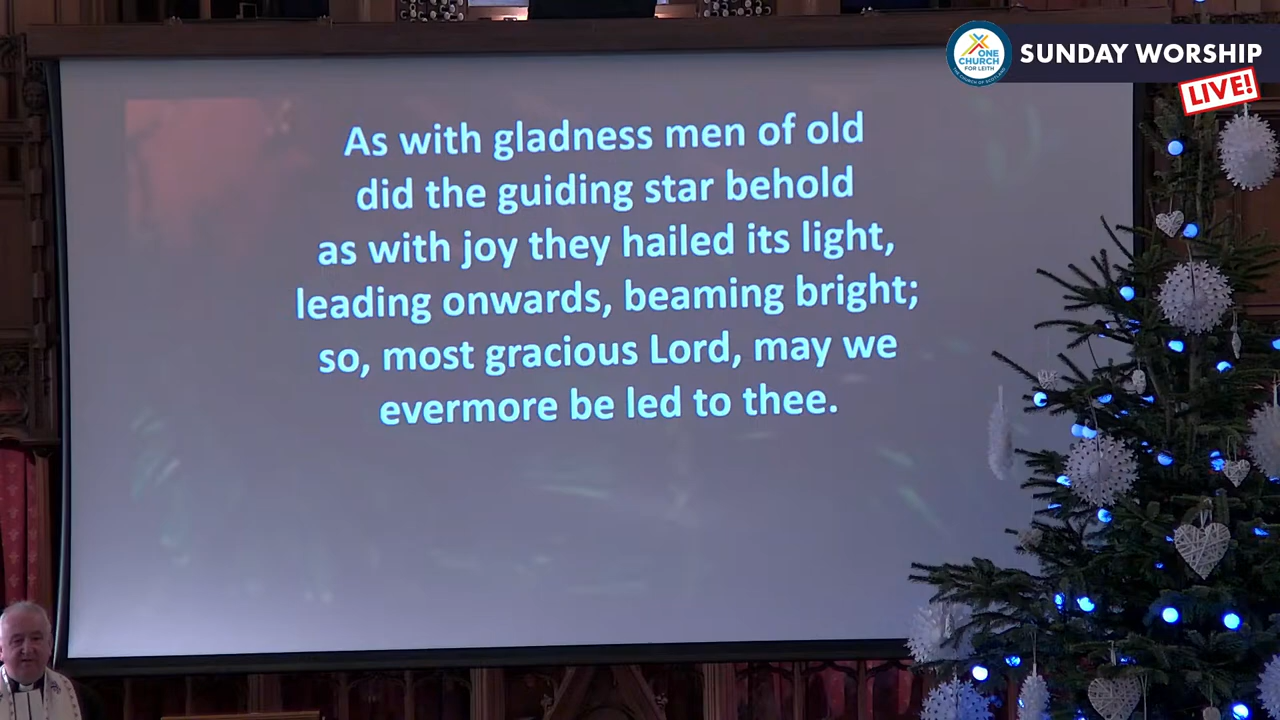 ONE
CHURCH
FOR LEITH
SUNDAY WORSHIP
LIVE!
As with gladness men of old
did the guiding star behold
as with joy they hailed its light,
leading onwards, beaming bright;
so, most gracious Lord, may we
evermore be led to thee.